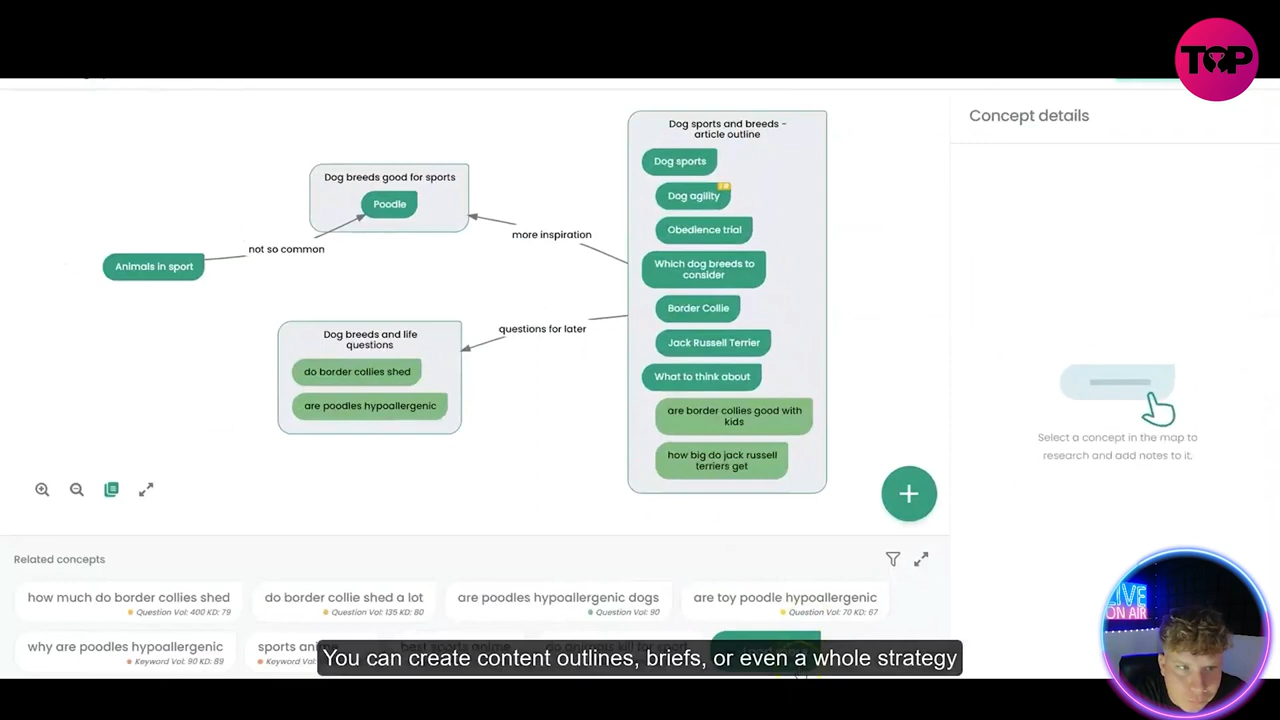 TOP
Concept details
Dog sports and breeds -
article outline
Dog sports
Dog agility
Obedience trial
Which dog breeds to
consider
Border Collie
Jack Russell Terrier
What to think about
are border collies good with
kids
how big do jack russell
terriers get
Dog breeds good for sports
Poodle
more inspiration
not so common
Animals in sport
questions for later
Dog breeds and life
questions
do border collies shed
are poodles hypoallergenic
Select a concept in the map to
research and add notes to it.
Related concepts
how much do border collies shed
Question Vol: 400 KD: 79
do border collie shed a lot
Question Vol: 135 KD: 80
are poodles hypoallergenic dogs
Question Vol: 90
are toy poodle hypoallergenic
Question Vol: 70 KD: 67
why are poodles hypoallergenic
Keyword Vol: 90 KD: 89
sports
Keyword
You can create content outlines, briefs, or even a whole strategy
LIVE
ON AIR